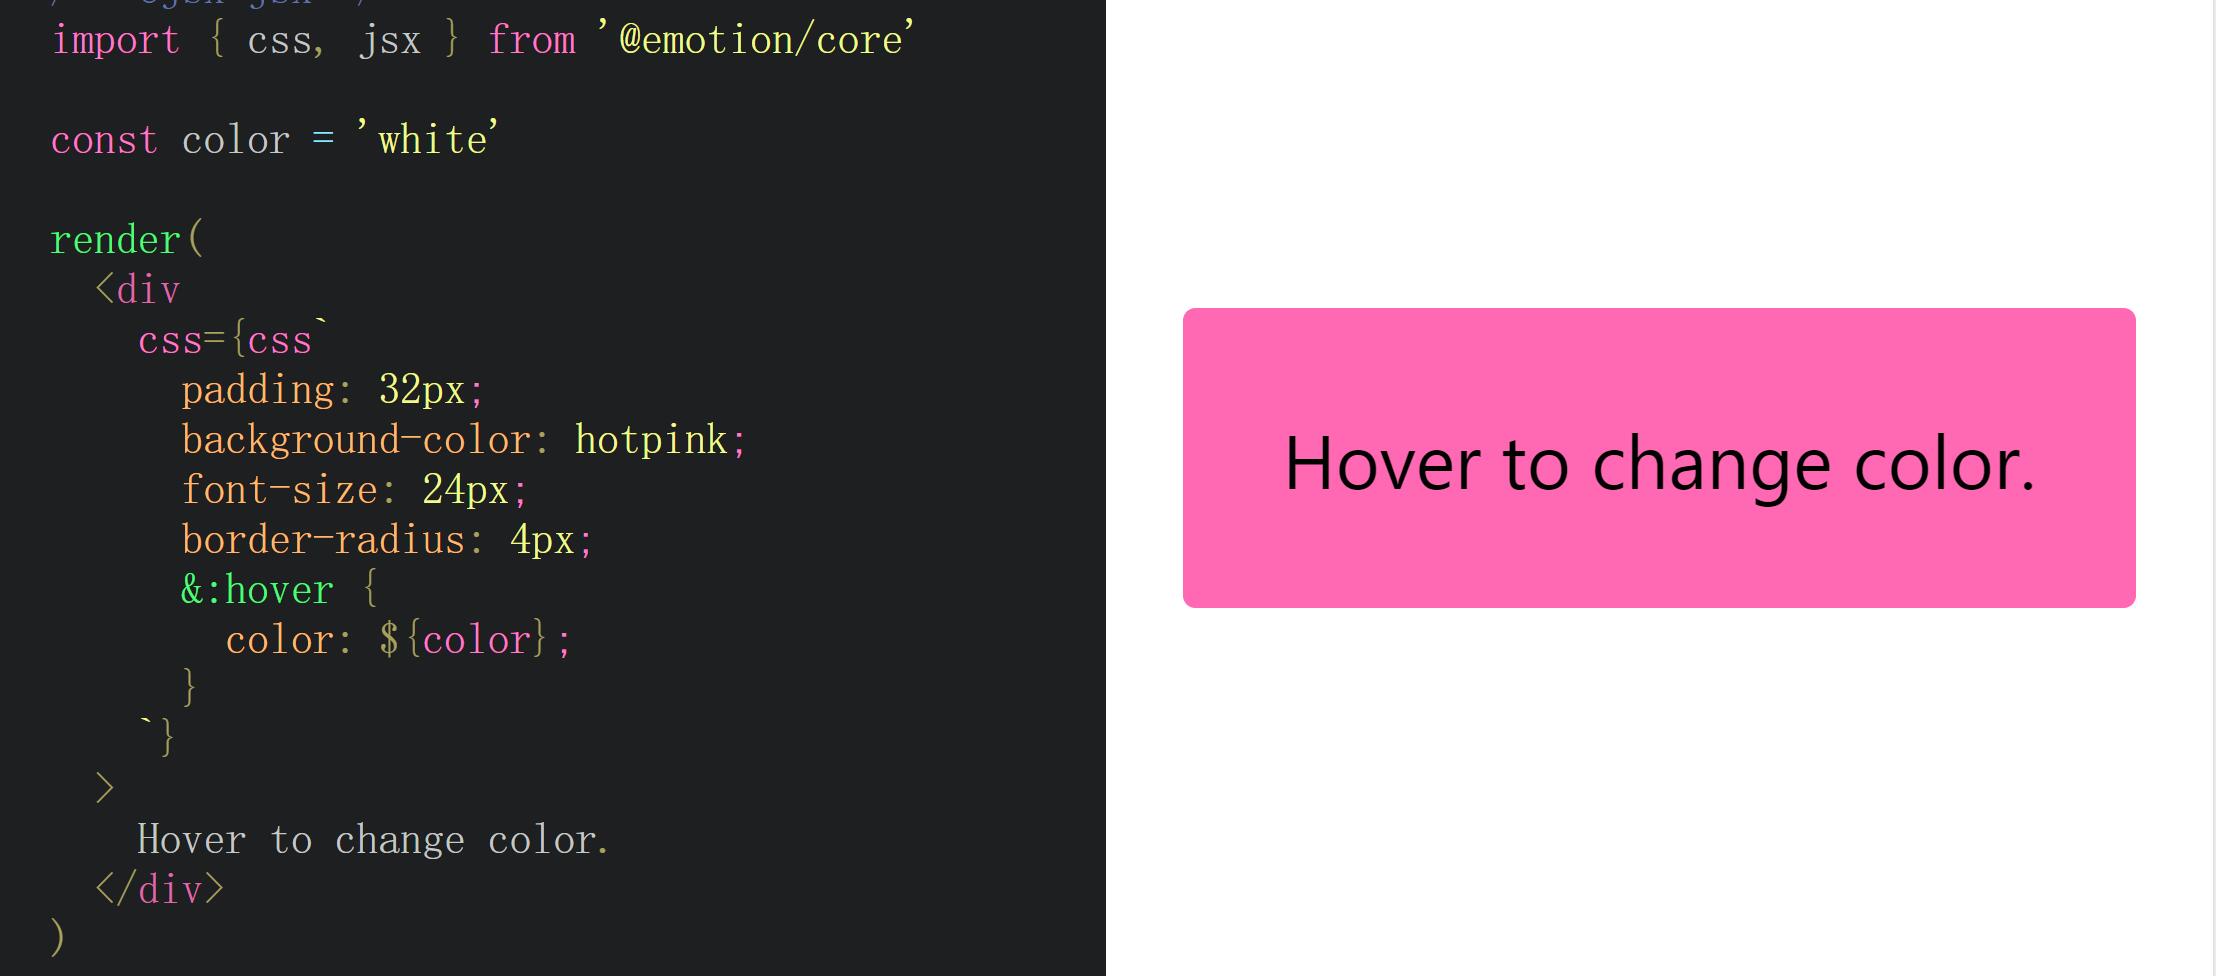 import { css, jsx } from '@emotion/core'
const color = 'white'
render(
<div
css={css`
padding: 32px;
background-color: hotpink;
font-size: 24px;
border-radius: 4px;
&:hover {
color: ${color};
}
`}
>
Hover to change color.
</div>
)
Hover to change color.